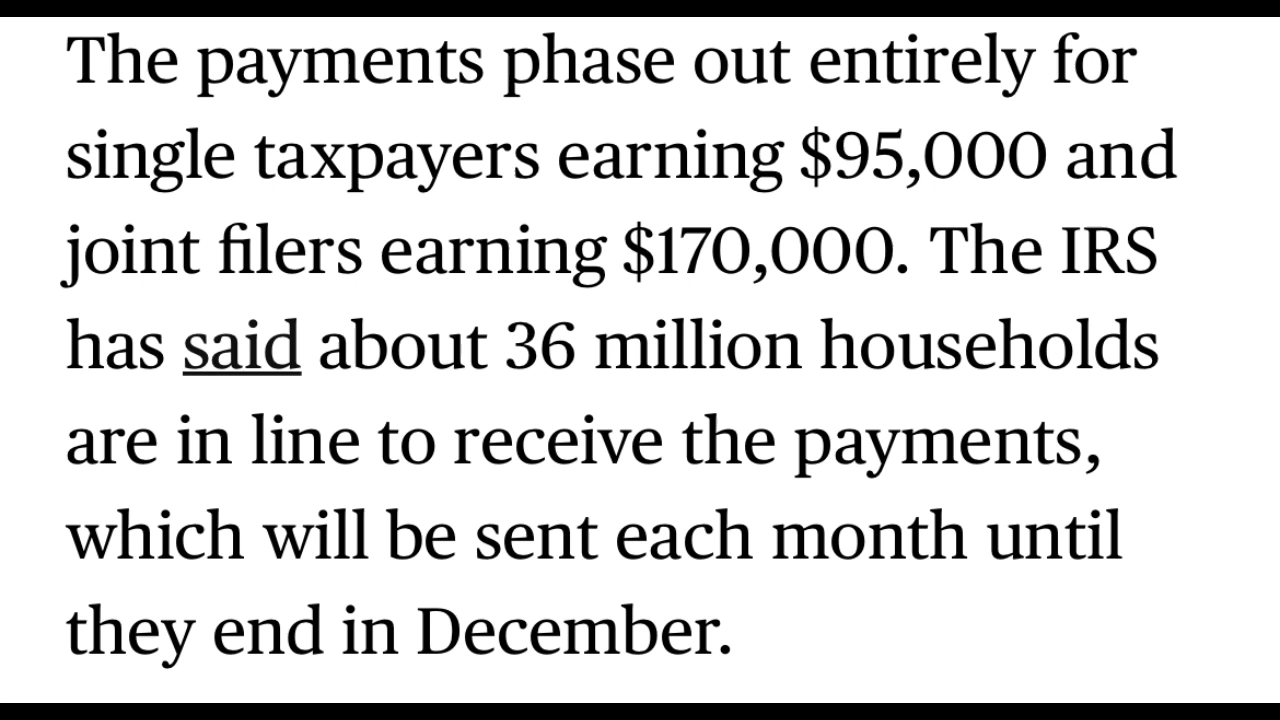 The payments phase out entirely for
single taxpayers earning $95,000 and
joint filers earning $170,000. The IRS
has said about 36 million households
are in line to receive the payments,
which will be sent each month until
they end in December.